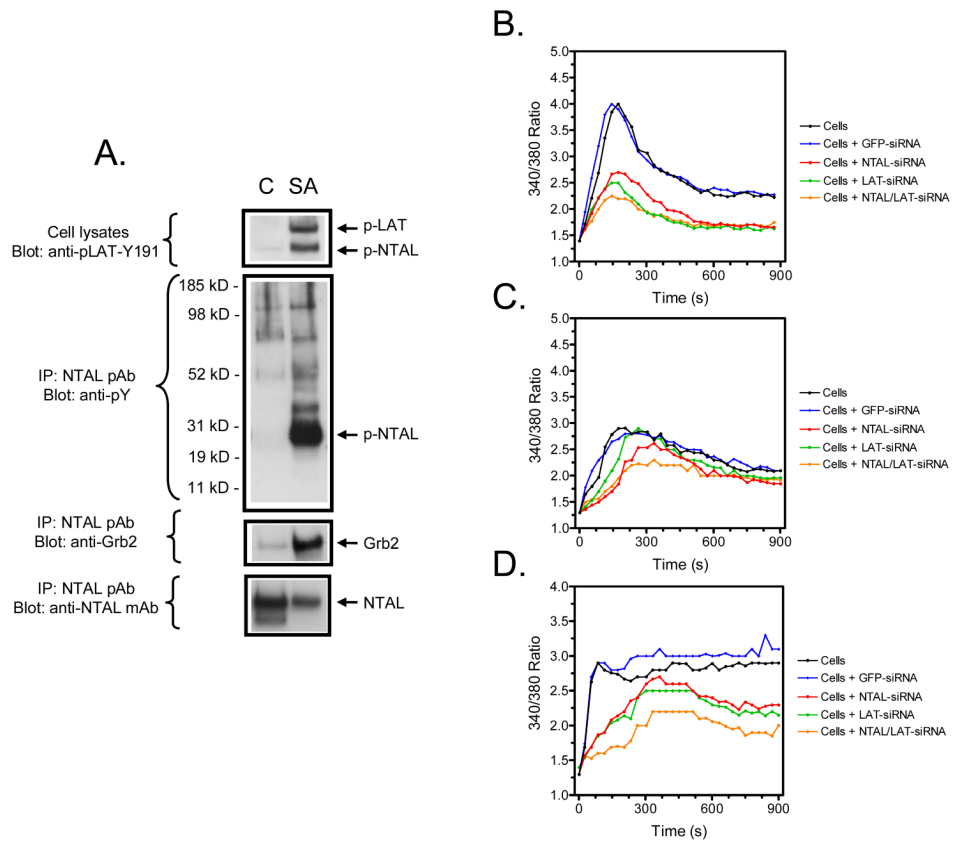 A.
C SA
Cell lysates
Blot: anti-pLAT-Y191
p-LAT
p-NTAL
IP: NTAL pAb
Blot: anti-pY
185 kD -
98 kD -
52 kD -
31 kD -
19 kD -
11 kD -
p-NTAL
IP: NTAL pAb
Blot: anti-Grb2
Grb2
IP: NTAL pAb
Blot: anti-NTAL mAb
NTAL
B.
340/380 Ratio
5.0
4.5
4.0
3.5
3.0
2.5
2.0
1.5
1.0
0 300 600 900
Time (s)
Cells
Cells + GFP-siRNA
Cells + NTAL-siRNA
Cells + LAT-siRNA
Cells + NTAL/LAT-siRNA
C.
340/380 Ratio
5.0
4.5
4.0
3.5
3.0
2.5
2.0
1.5
1.0
0 300 600 900
Time (s)
Cells
Cells + GFP-siRNA
Cells + NTAL-siRNA
Cells + LAT-siRNA
Cells + NTAL/LAT-siRNA
D.
340/380 Ratio
4.0
3.5
3.0
2.5
2.0
1.5
1.0
0 300 600 900
Time (s)
Cells
Cells + GFP-siRNA
Cells + NTAL-siRNA
Cells + LAT-siRNA
Cells + NTAL/LAT-siRNA